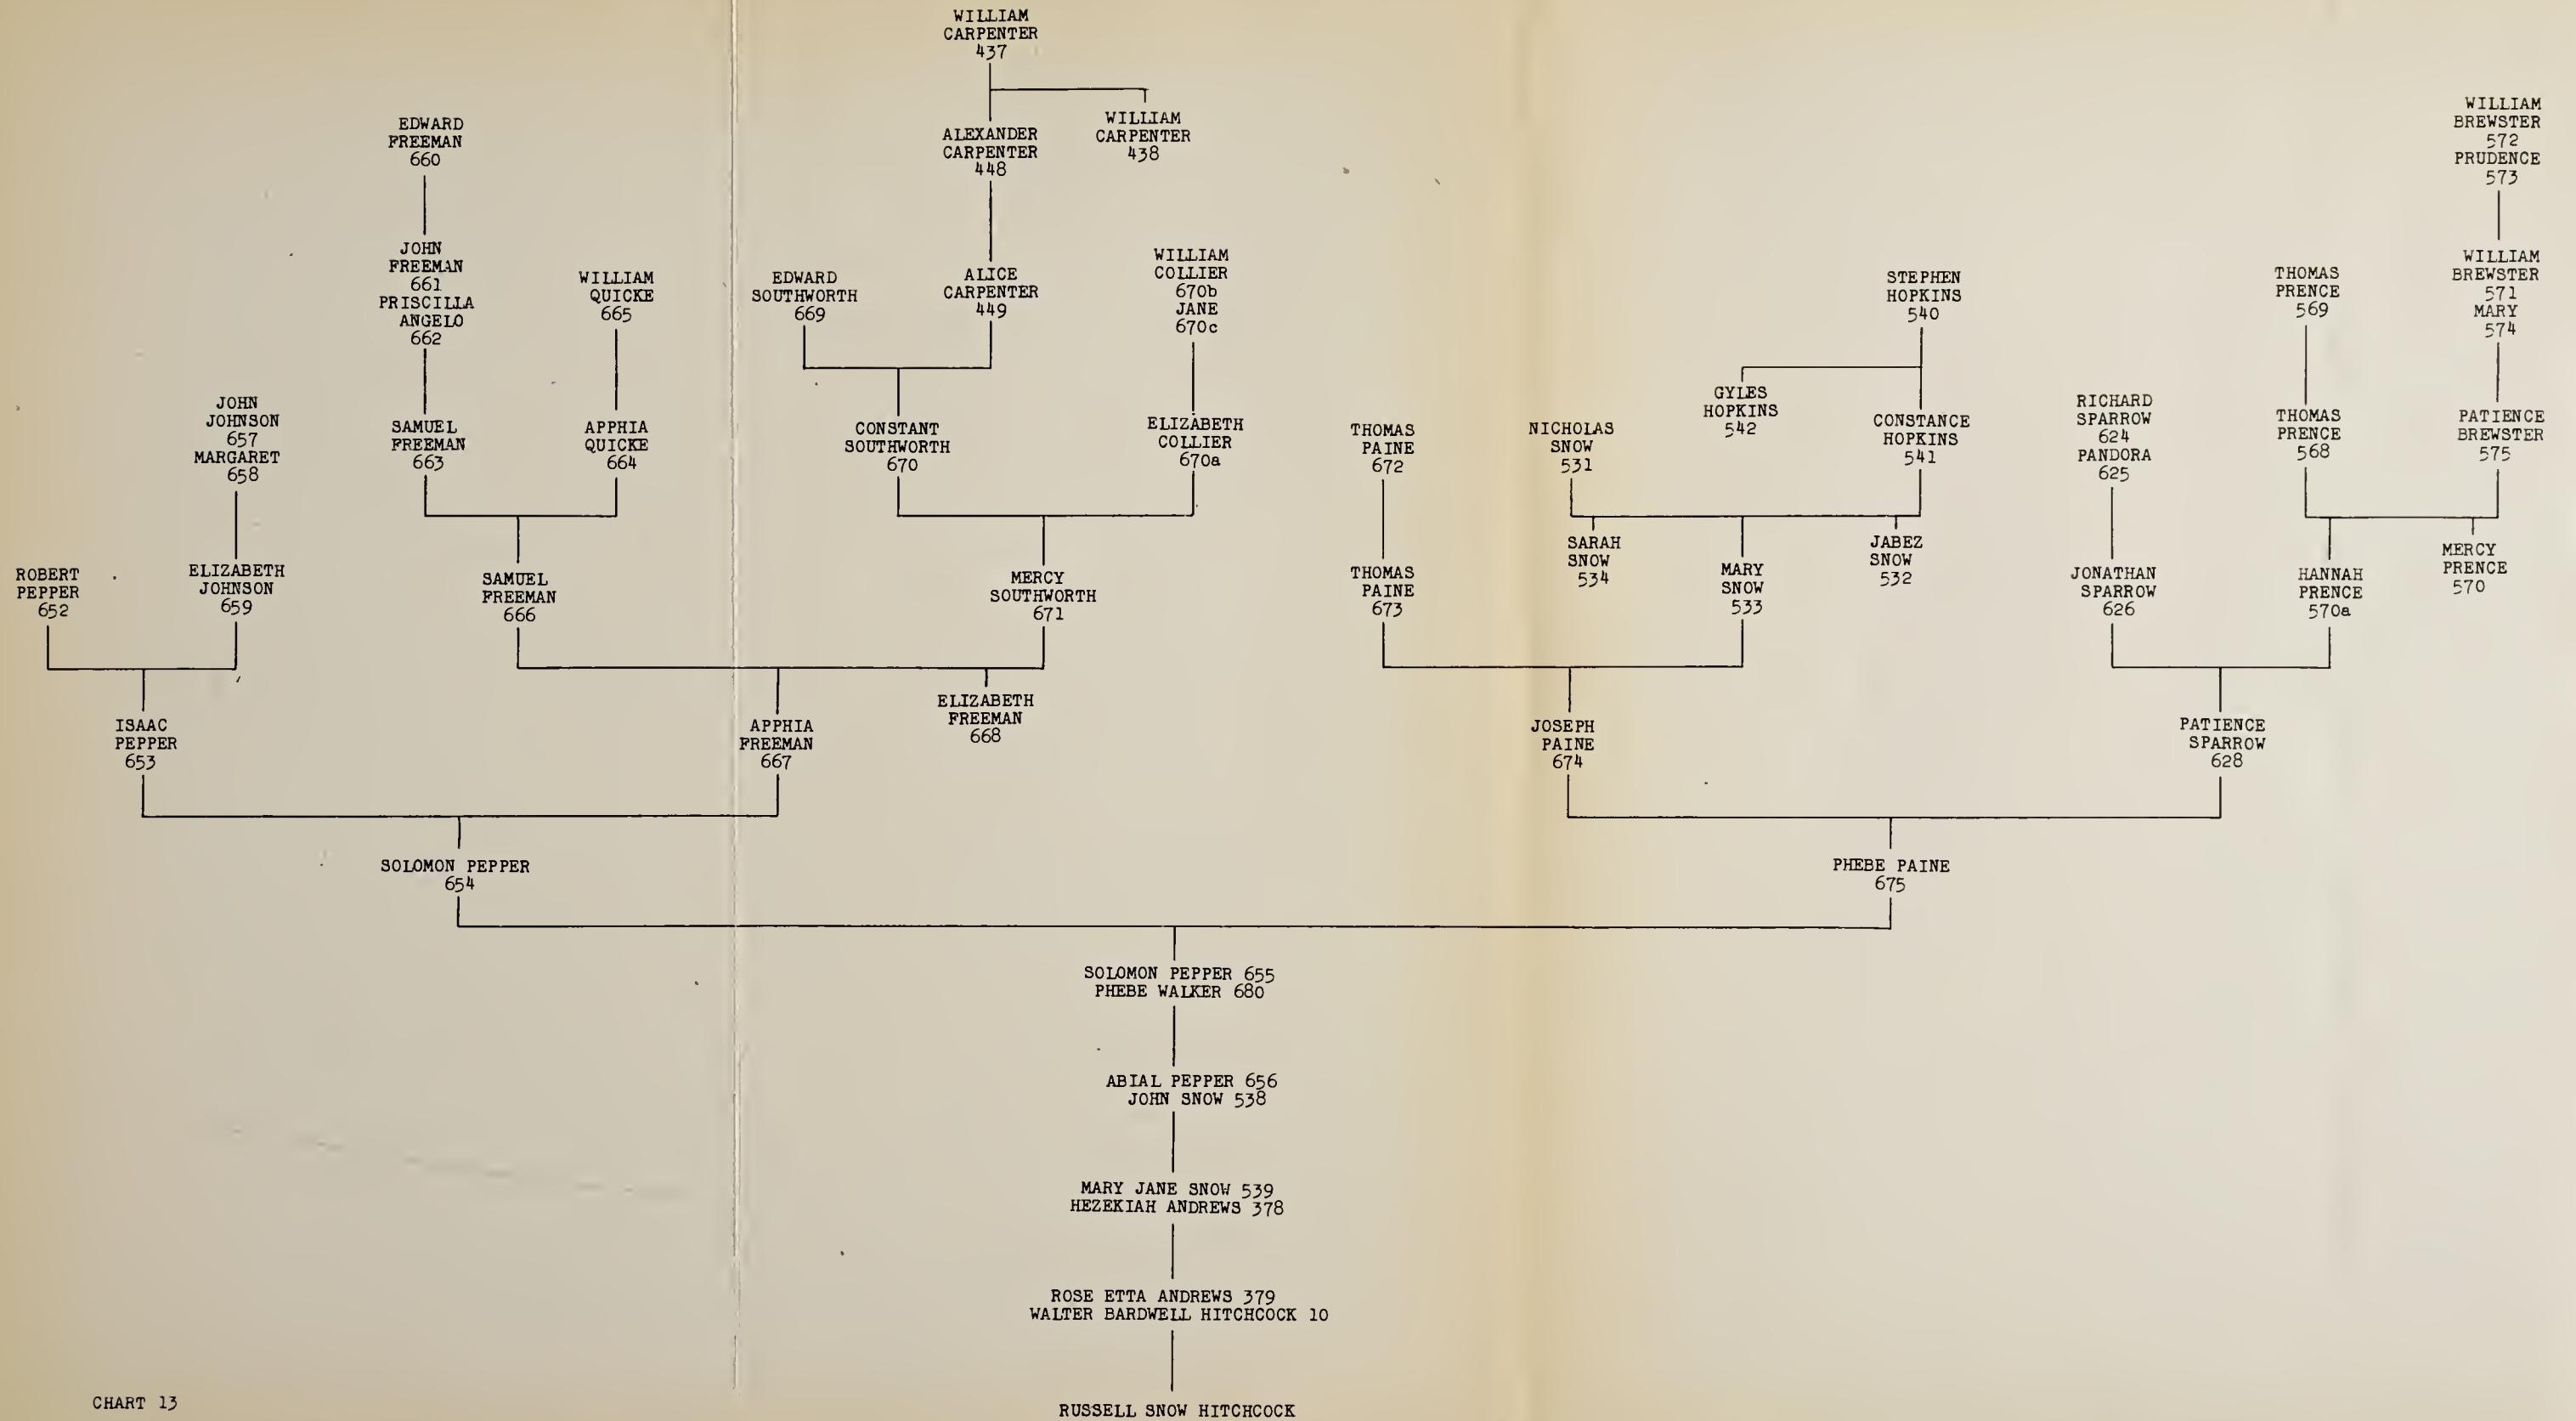 WILLIAM
CARPENTER
437
WILLIAM
CARPENTER
438
ALEXANDER
CARPENTER
448
WILLIAM
BREWSTER
572
PRUDENCE
573
EDWARD
FREEMAN
660
JOHN
FREEMAN
661
PRISCILLA
ANGELO
662
WILLIAM
QUICKE
665
EDWARD
SOUTHWORTH
669
ALICE
CARPENTER
449
WILLIAM
COLLIER
670b
JANE
670c
STEPHEN
HOPKINS
540
THOMAS
PRENCE
569
WILLIAM
BREWSTER
571
MARY
574
JOHN
JOHNSON
657
MARGARET
658
SAMUEL
FREEMAN
663
APPHIA
QUICKE
664
CONSTANT
SOUTHWORTH
670
ELIZABETH
COLLIER
670a
THOMAS
PAINE
672
NICHOLAS
SNOW
531
GYLES
HOPKINS
542
CONSTANCE
HOPKINS
541
RICHARD
SPARROW
624
PANDORA
625
THOMAS
PRENCE
568
PATIENCE
BREWSTER
575
ROBERT
PEPPER
652
ELIZABETH
JOHNSON
659
SAMUEL
FREEMAN
666
MERCY
SOUTHWORTH
671
THOMAS
PAINE
673
SARAH
SNOW
534
MARY
SNOW
533
JABEZ
SNOW
532
JONATHAN
SPARROW
626
HANNAH
PRENCE
570a
MERCY
PRENCE
570
ISAAC
PEPPER
653
APPHIA
FREEMAN
667
ELIZABETH
FREEMAN
668
JOSEPH
PAINE
674
PATIENCE
SPARROW
628
SOLOMON PEPPER
654
PHEBE PAINE
675
SOLOMON PEPPER 655
PHEBE WALKER 680
ABIAL PEPPER 656
JOHN SNOW 538
MARY JANE SNOW 539
HEZEKIAH ANDREWS 378
ROSE ETTA ANDREWS 379
WALTER BARDWELL HITCHCOCK 10
RUSSELL SNOW HITCHCOCK
CHART 13